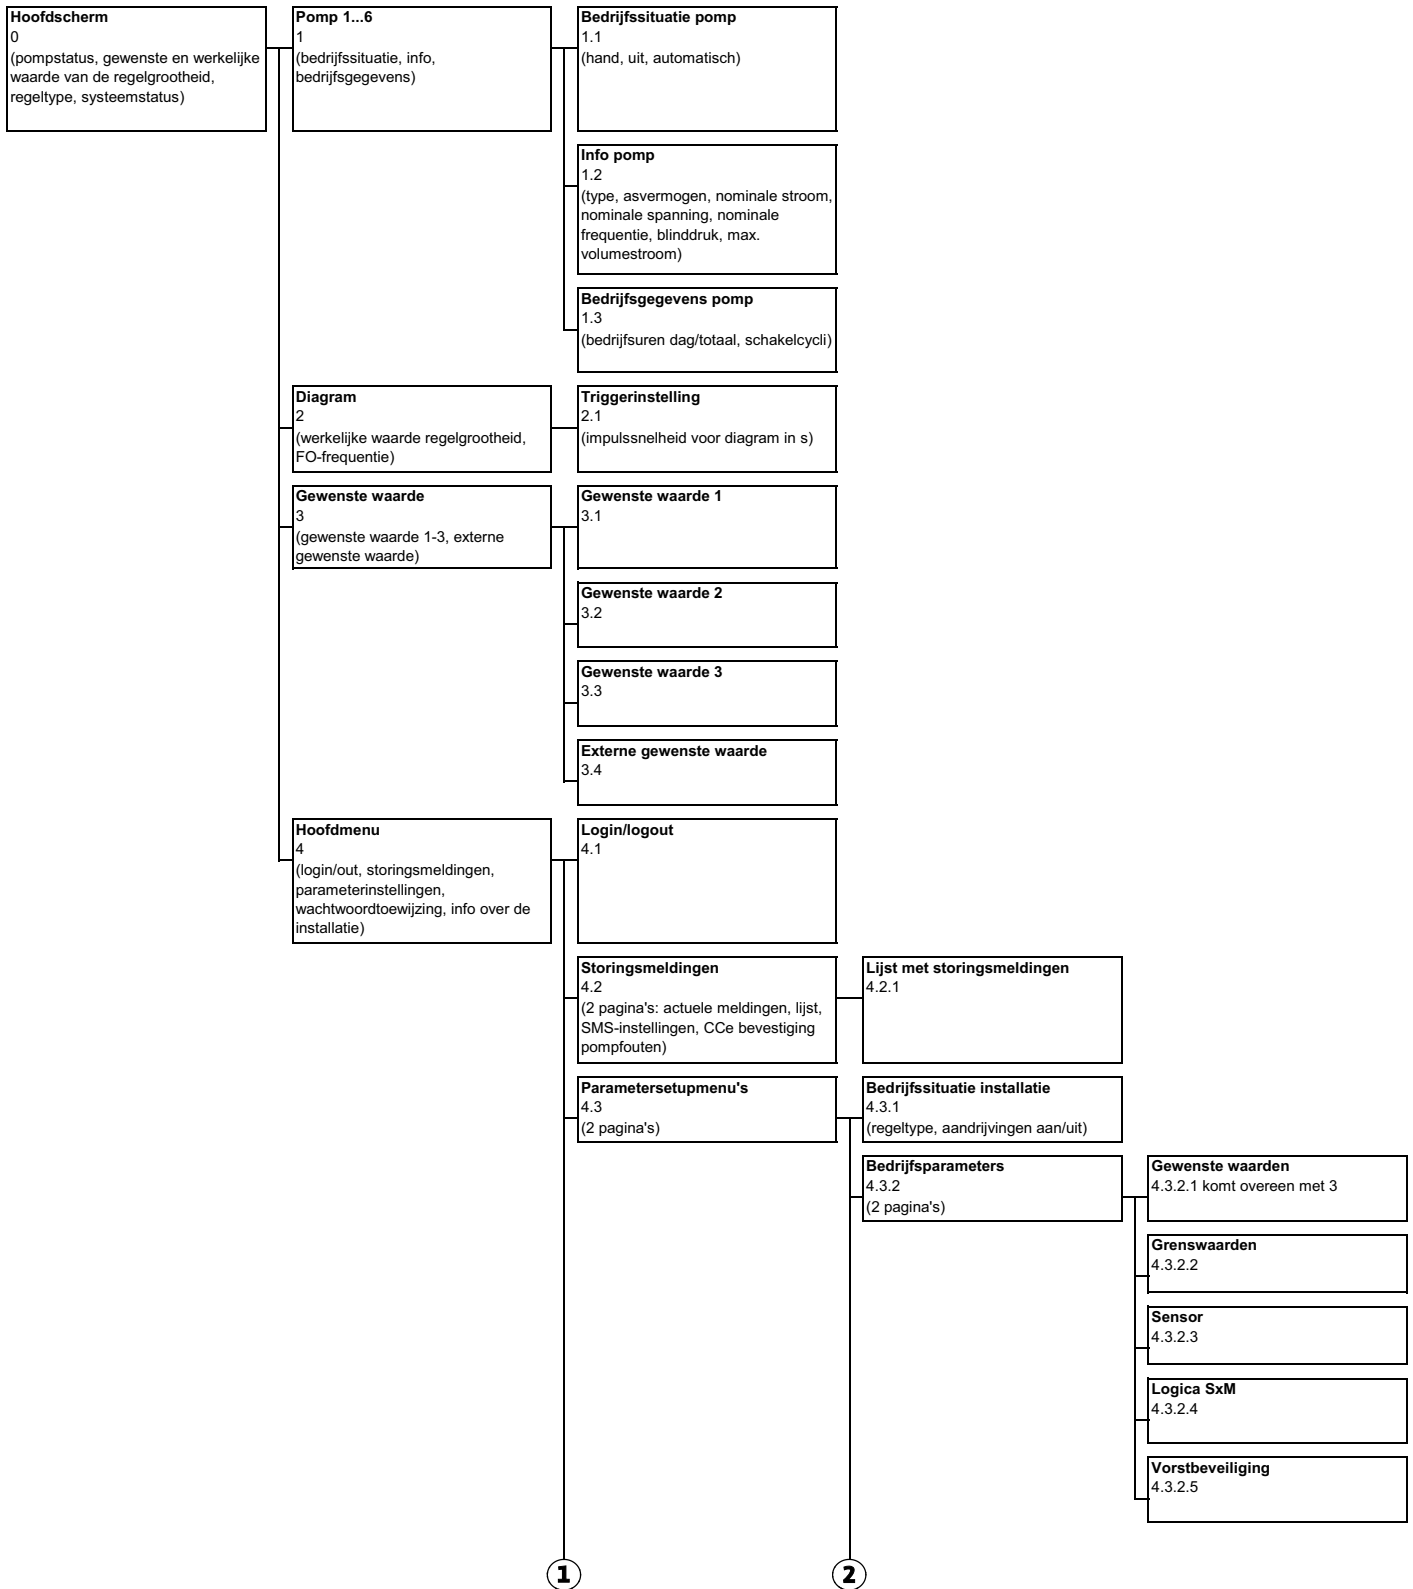 Hoofdscherm
0
(pompstatus, gewenste en werkelijke
waarde van de regelgrootheid,
regeltype, systeemstatus)
Pomp 1...6
1
(bedrijfssituatie, info,
bedrijfsgegevens)
Bedrijfssituatie pomp
1.1
(hand, uit, automatisch)
Info pomp
1.2
(type, asvermogen, nominale stroom,
nominale spanning, nominale
frequentie, blinddruk, max.
volumestroom)
Bedrijfsgegevens pomp
1.3
(bedrijfsuren dag/totaal, schakelcycli)
Diagram
2
(werkelijke waarde regelgrootheid,
FO-frequentie)
Triggerinstelling
2.1
(impulssnelheid voor diagram in s)
Gewenste waarde
3
(gewenste waarde 1-3, externe
gewenste waarde)
Gewenste waarde 1
3.1
Gewenste waarde 2
3.2
Gewenste waarde 3
3.3
Externe gewenste waarde
3.4
Hoofdmenu
4
(login/out, storingsmeldingen,
parameterinstellingen,
wachtwoordtoewijzing, info over de
installatie)
Login/logout
4.1
Storingsmeldingen
4.2
(2 pagina's: actuele meldingen, lijst,
SMS-instellingen, CCe bevestiging
pompfouten)
Lijst met storingsmeldingen
4.2.1
Parametersetupmenu's
4.3
(2 pagina's)
Bedrijfssituatie installatie
4.3.1
(regeltype, aandrijvingen aan/uit)
Bedrijfsparameters
4.3.2
(2 pagina's)
Gewenste waarden
4.3.2.1 komt overeen met 3
Grenswaarden
4.3.2.2
Sensor
4.3.2.3
Logica SxM
4.3.2.4
Vorstbeveiliging
4.3.2.5
1
2